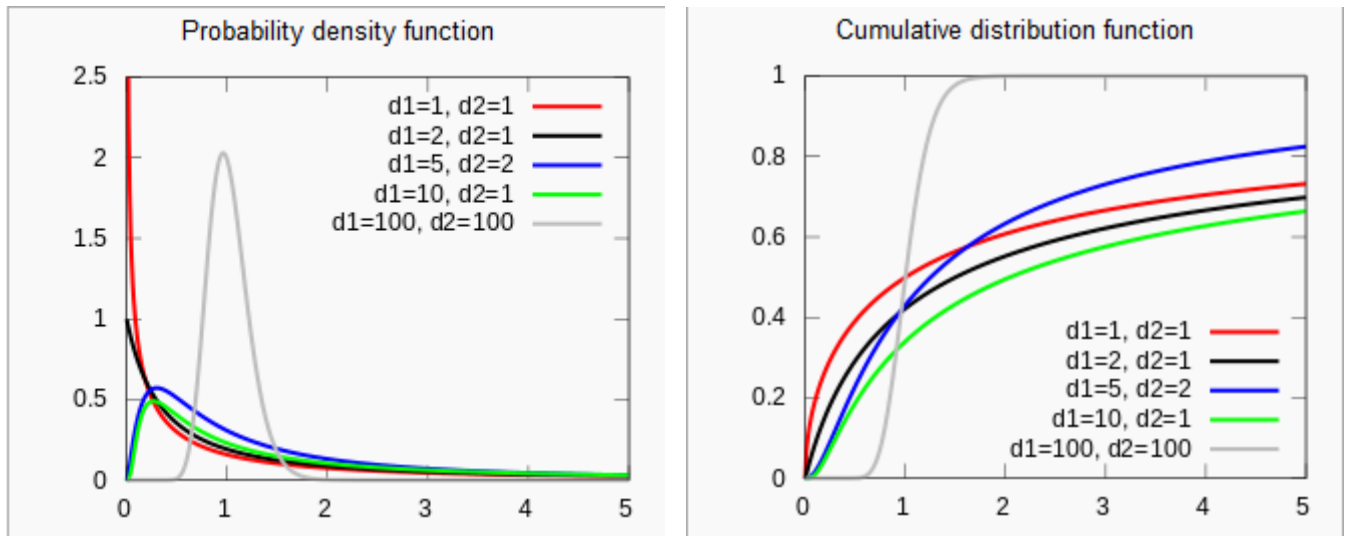 Probability density function
2.5
2
1.5
1
0.5
0
0 1 2 3 4 5
d1=1, d2=1
d1=2, d2=1
d1=5, d2=2
d1=10, d2=1
d1=100, d2=100
Cumulative distribution function
1
0.8
0.6
0.4
0.2
0
0 1 2 3 4 5
d1=1, d2=1
d1=2, d2=1
d1=5, d2=2
d1=10, d2=1
d1=100, d2=100